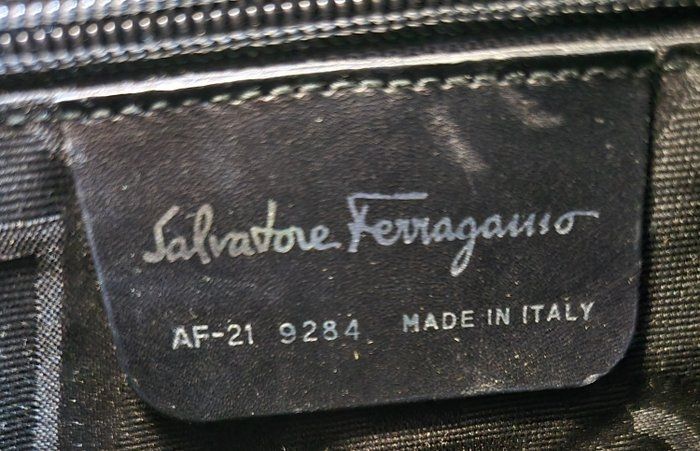 Salvatore Ferragamo
AF-21 9284 MADE IN ITALY